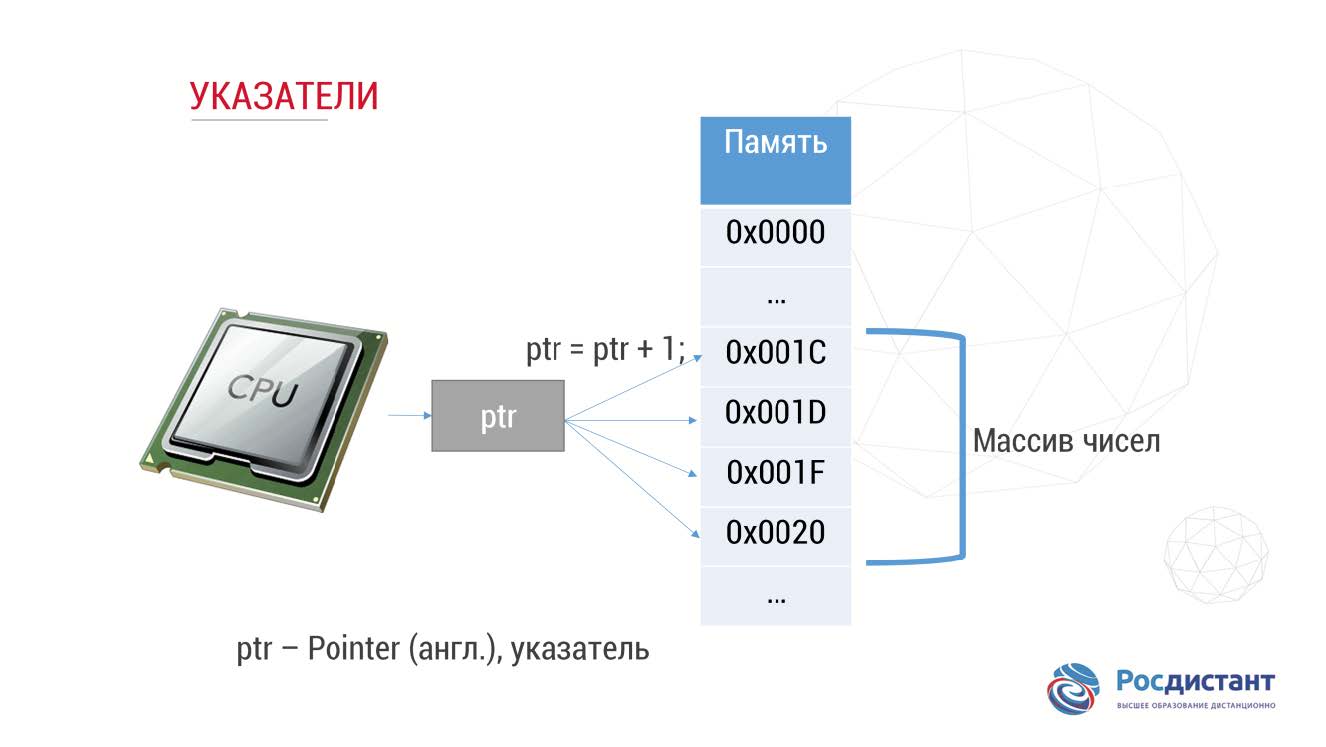 УКАЗАТЕЛИ
Память
0x0000
...
ptr = ptr + 1;
0x001C
CPU
ptr
0x001D
Массив чисел
0x001F
0x0020
...
ptr – Pointer (англ.), указатель
Росдистант
ВЫСШЕЕ ОБРАЗОВАНИЕ ДИСТАНЦИОННО